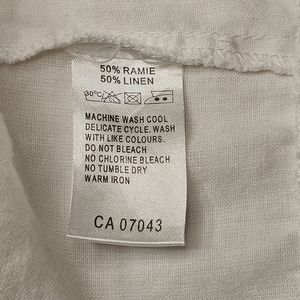 50% RAMIE
50% LINEN
30°C
MACHINE WASH COOL
DELICATE CYCLE. WASH
WITH LIKE COLOURS.
DO NOT BLEACH
NO CHLORINE BLEACH
NO TUMBLE DRY
WARM IRON
CA 07043